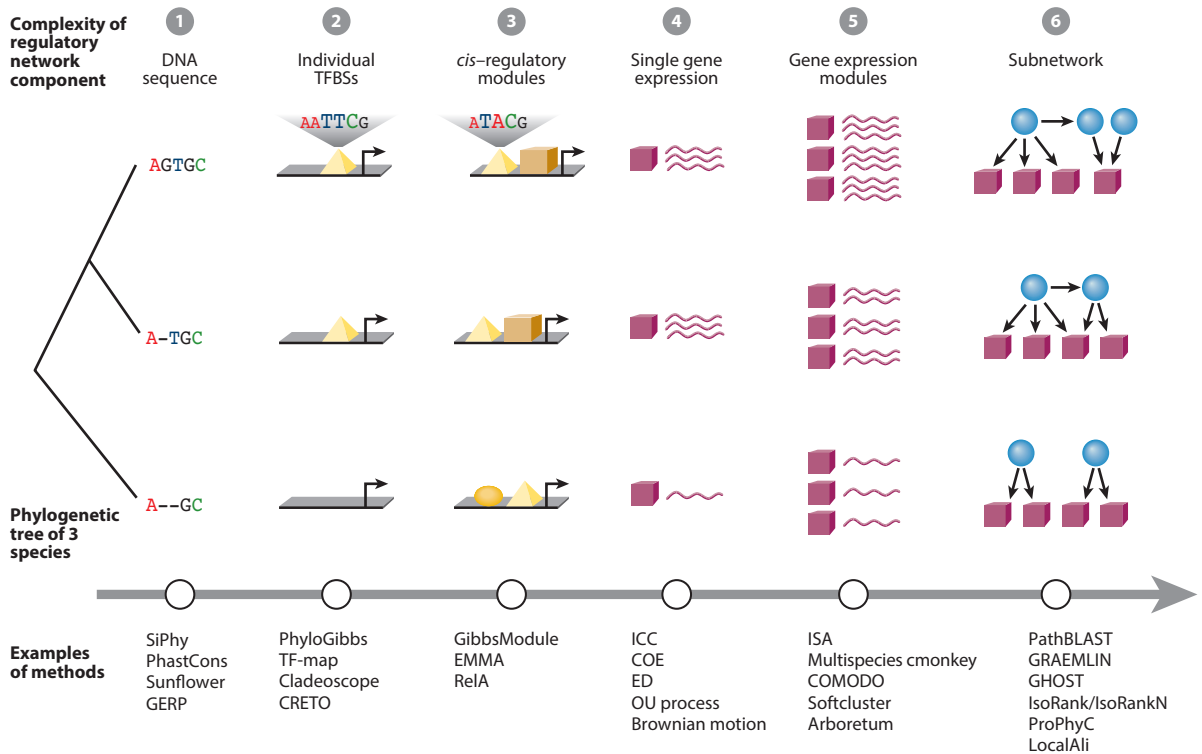 Complexity of
regulatory
network
component
1
DNA
sequence
2
Individual
TFBSs
3
cis–regulatory
modules
4
Single gene
expression
5
Gene expression
modules
6
Subnetwork
AATTCG
ATACG
AGTGC
A-TGC
A--GC
Phylogenetic
tree of 3
species
Examples
of methods
SiPhy
PhastCons
Sunflower
GERP
PhyloGibbs
TF-map
Cladeoscope
CRETO
GibbsModule
EMMA
RelA
ICC
COE
ED
OU process
Brownian motion
ISA
Multispecies cmonkey
COMODO
Softcluster
Arboretum
PathBLAST
GRAEMLIN
GHOST
IsoRank/IsoRankN
ProPhyC
LocalAli